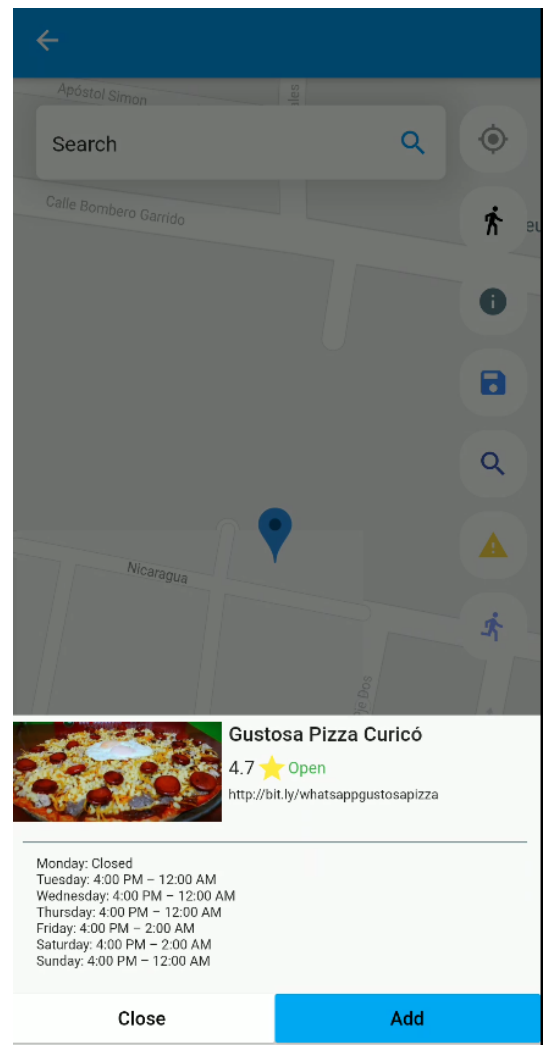 Apóstol Simon
Search
Calle Bombero Garrido
Nicaragua
Gustosa Pizza Curicó
4.7
Open
http://bit.ly/whatsappgustosapizza
Monday: Closed
Tuesday: 4:00 PM – 12:00 AM
Wednesday: 4:00 PM – 12:00 AM
Thursday: 4:00 PM – 12:00 AM
Friday: 4:00 PM – 2:00 AM
Saturday: 4:00 PM – 2:00 AM
Sunday: 4:00 PM – 12:00 AM
Close
Add